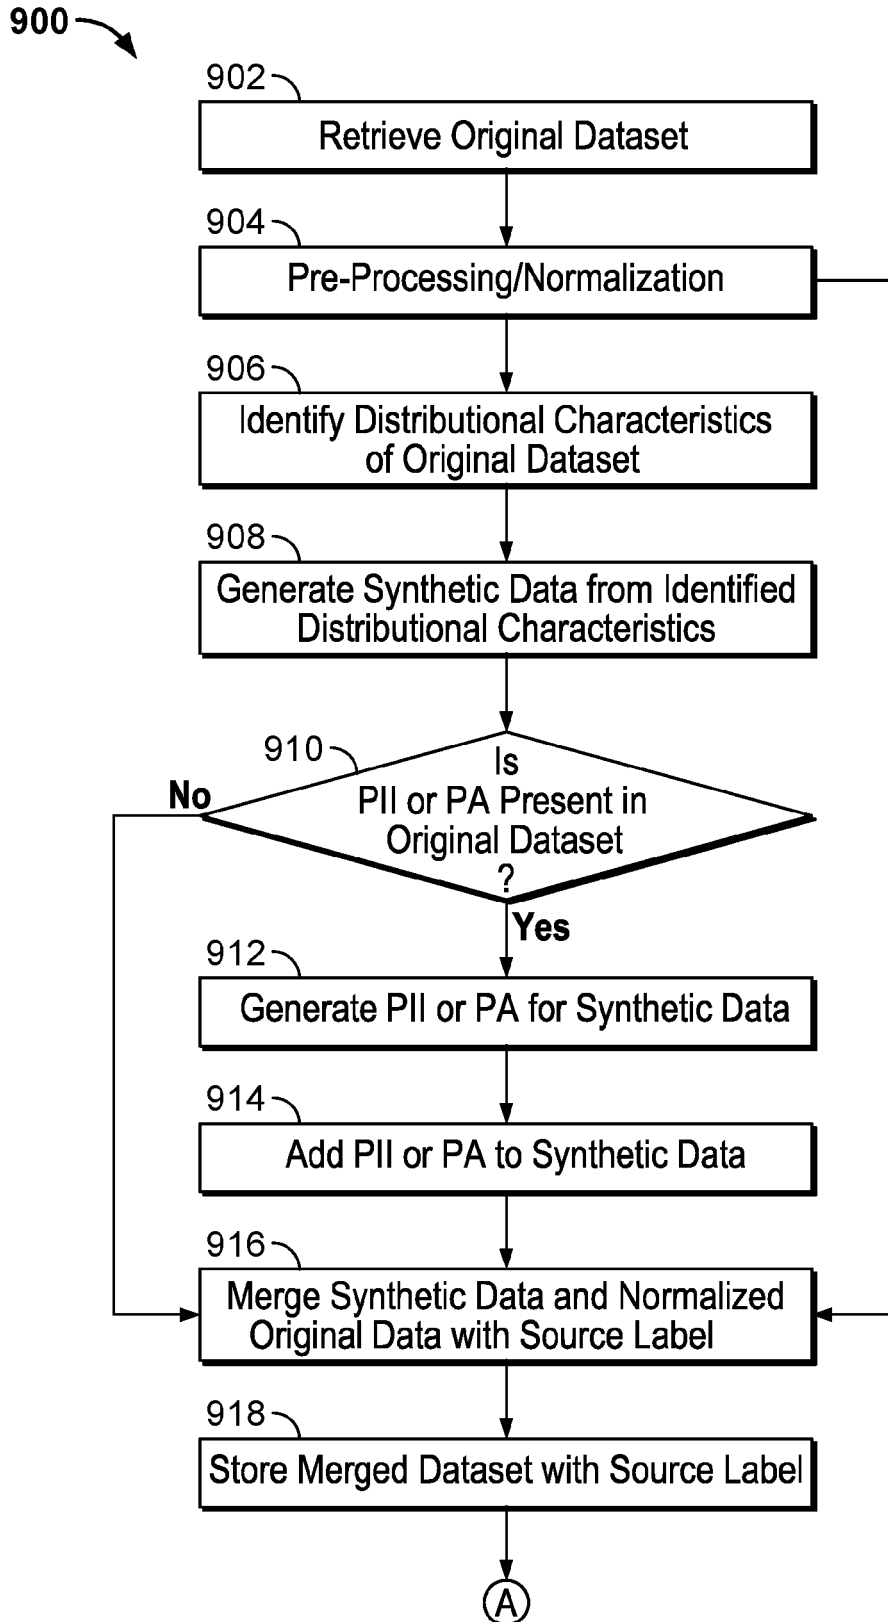 900
902
Retrieve Original Dataset
904
Pre-Processing/Normalization
906
Identify Distributional Characteristics
of Original Dataset
908
Generate Synthetic Data from Identified
Distributional Characteristics
910
Is
PII or PA Present in
Original Dataset
?
No
Yes
912
Generate PII or PA for Synthetic Data
914
Add PII or PA to Synthetic Data
916
Merge Synthetic Data and Normalized
Original Data with Source Label
918
Store Merged Dataset with Source Label
A